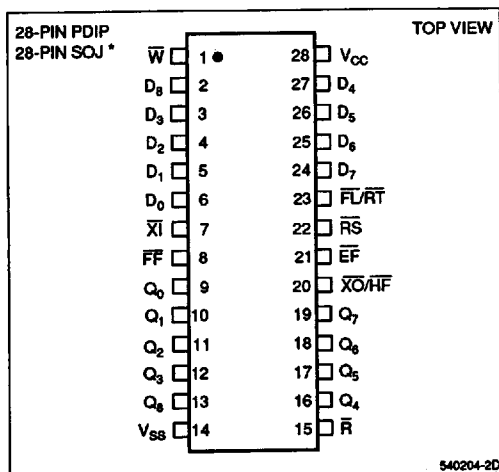 28-PIN PDIP
28-PIN SOJ *
TOP VIEW
W̅ 1 28 VCC
D8 2 27 D4
D3 3 26 D5
D2 4 25 D6
D1 5 24 D7
D0 6 23 F̅L̅/R̅T̅
X̅I̅ 7 22 R̅S̅
F̅F̅ 8 21 E̅F̅
Q0 9 20 X̅O̅/H̅F̅
Q1 10 19 Q7
Q2 11 18 Q6
Q3 12 17 Q5
Q8 13 16 Q4
VSS 14 15 R̅
540204-2D